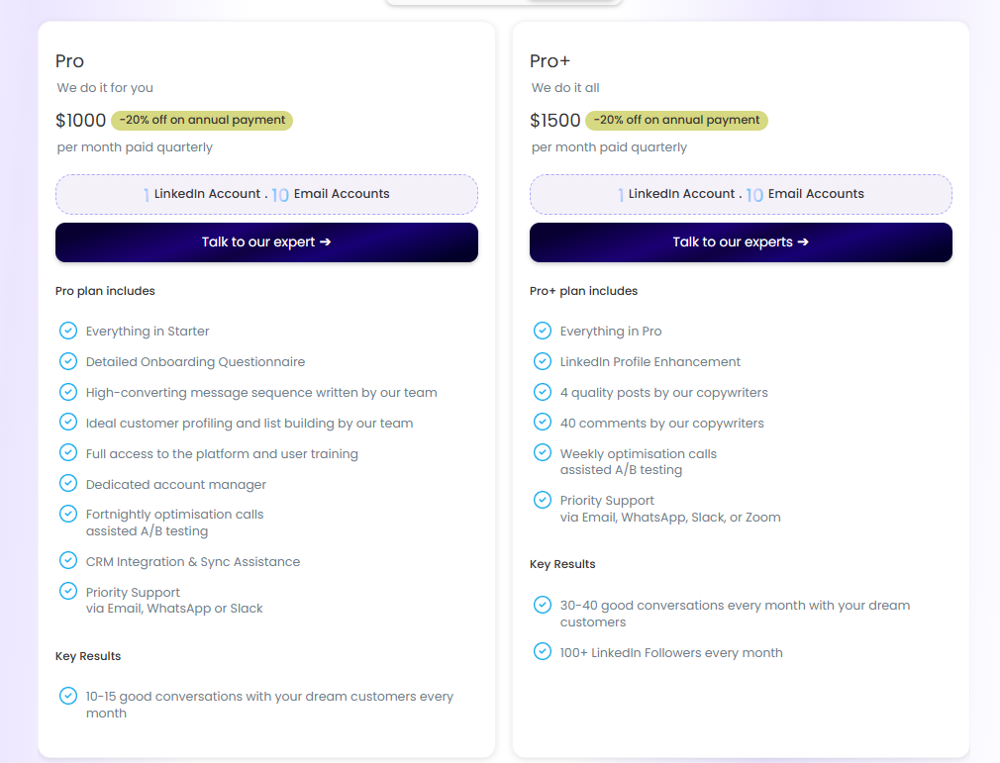 Pro
We do it for you
$1000 -20% off on annual payment
per month paid quarterly
1 LinkedIn Account . 10 Email Accounts
Talk to our expert ➔
Pro plan includes
Everything in Starter
Detailed Onboarding Questionnaire
High-converting message sequence written by our team
Ideal customer profiling and list building by our team
Full access to the platform and user training
Dedicated account manager
Fortnightly optimisation calls
assisted A/B testing
CRM Integration & Sync Assistance
Priority Support
via Email, WhatsApp or Slack
Key Results
10-15 good conversations with your dream customers every
month
Pro+
We do it all
$1500 -20% off on annual payment
per month paid quarterly
1 LinkedIn Account . 10 Email Accounts
Talk to our experts ➔
Pro+ plan includes
Everything in Pro
LinkedIn Profile Enhancement
4 quality posts by our copywriters
40 comments by our copywriters
Weekly optimisation calls
assisted A/B testing
Priority Support
via Email, WhatsApp, Slack, or Zoom
Key Results
30-40 good conversations every month with your dream
customers
100+ LinkedIn Followers every month